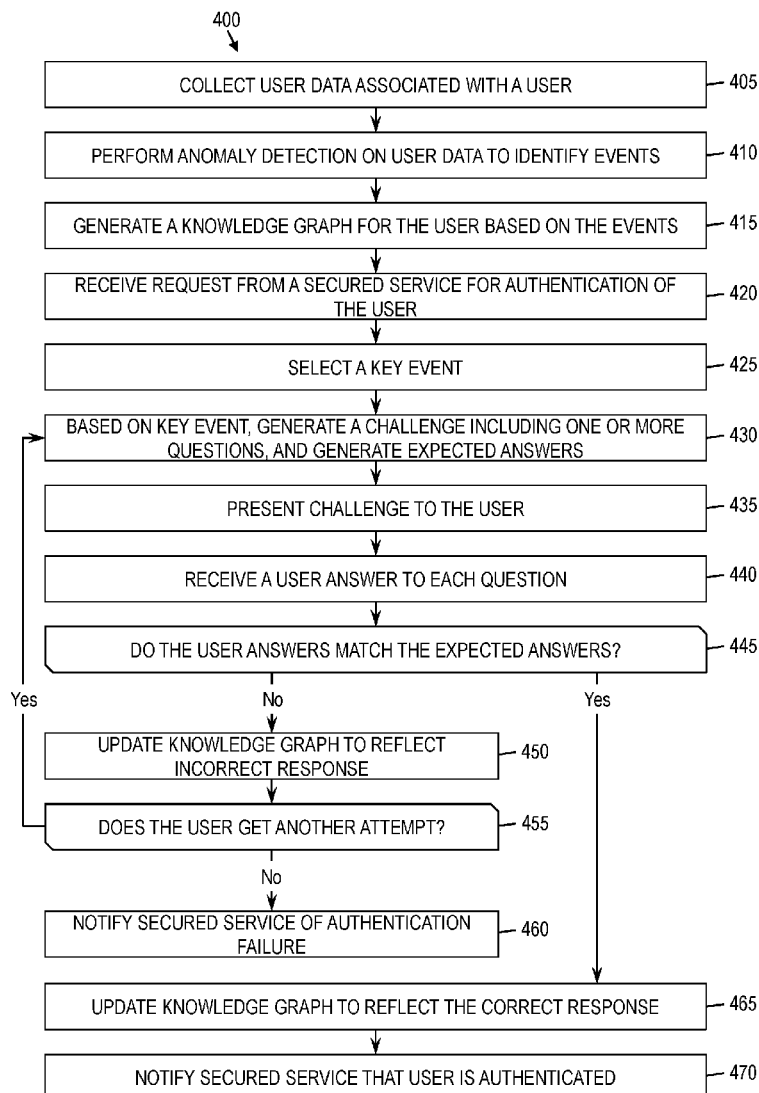 400
COLLECT USER DATA ASSOCIATED WITH A USER
405
PERFORM ANOMALY DETECTION ON USER DATA TO IDENTIFY EVENTS
410
GENERATE A KNOWLEDGE GRAPH FOR THE USER BASED ON THE EVENTS
415
RECEIVE REQUEST FROM A SECURED SERVICE FOR AUTHENTICATION OF
THE USER
420
SELECT A KEY EVENT
425
BASED ON KEY EVENT, GENERATE A CHALLENGE INCLUDING ONE OR MORE
QUESTIONS, AND GENERATE EXPECTED ANSWERS
430
PRESENT CHALLENGE TO THE USER
435
RECEIVE A USER ANSWER TO EACH QUESTION
440
DO THE USER ANSWERS MATCH THE EXPECTED ANSWERS?
445
Yes
No
Yes
UPDATE KNOWLEDGE GRAPH TO REFLECT
INCORRECT RESPONSE
450
DOES THE USER GET ANOTHER ATTEMPT?
455
No
NOTIFY SECURED SERVICE OF AUTHENTICATION
FAILURE
460
UPDATE KNOWLEDGE GRAPH TO REFLECT THE CORRECT RESPONSE
465
NOTIFY SECURED SERVICE THAT USER IS AUTHENTICATED
470